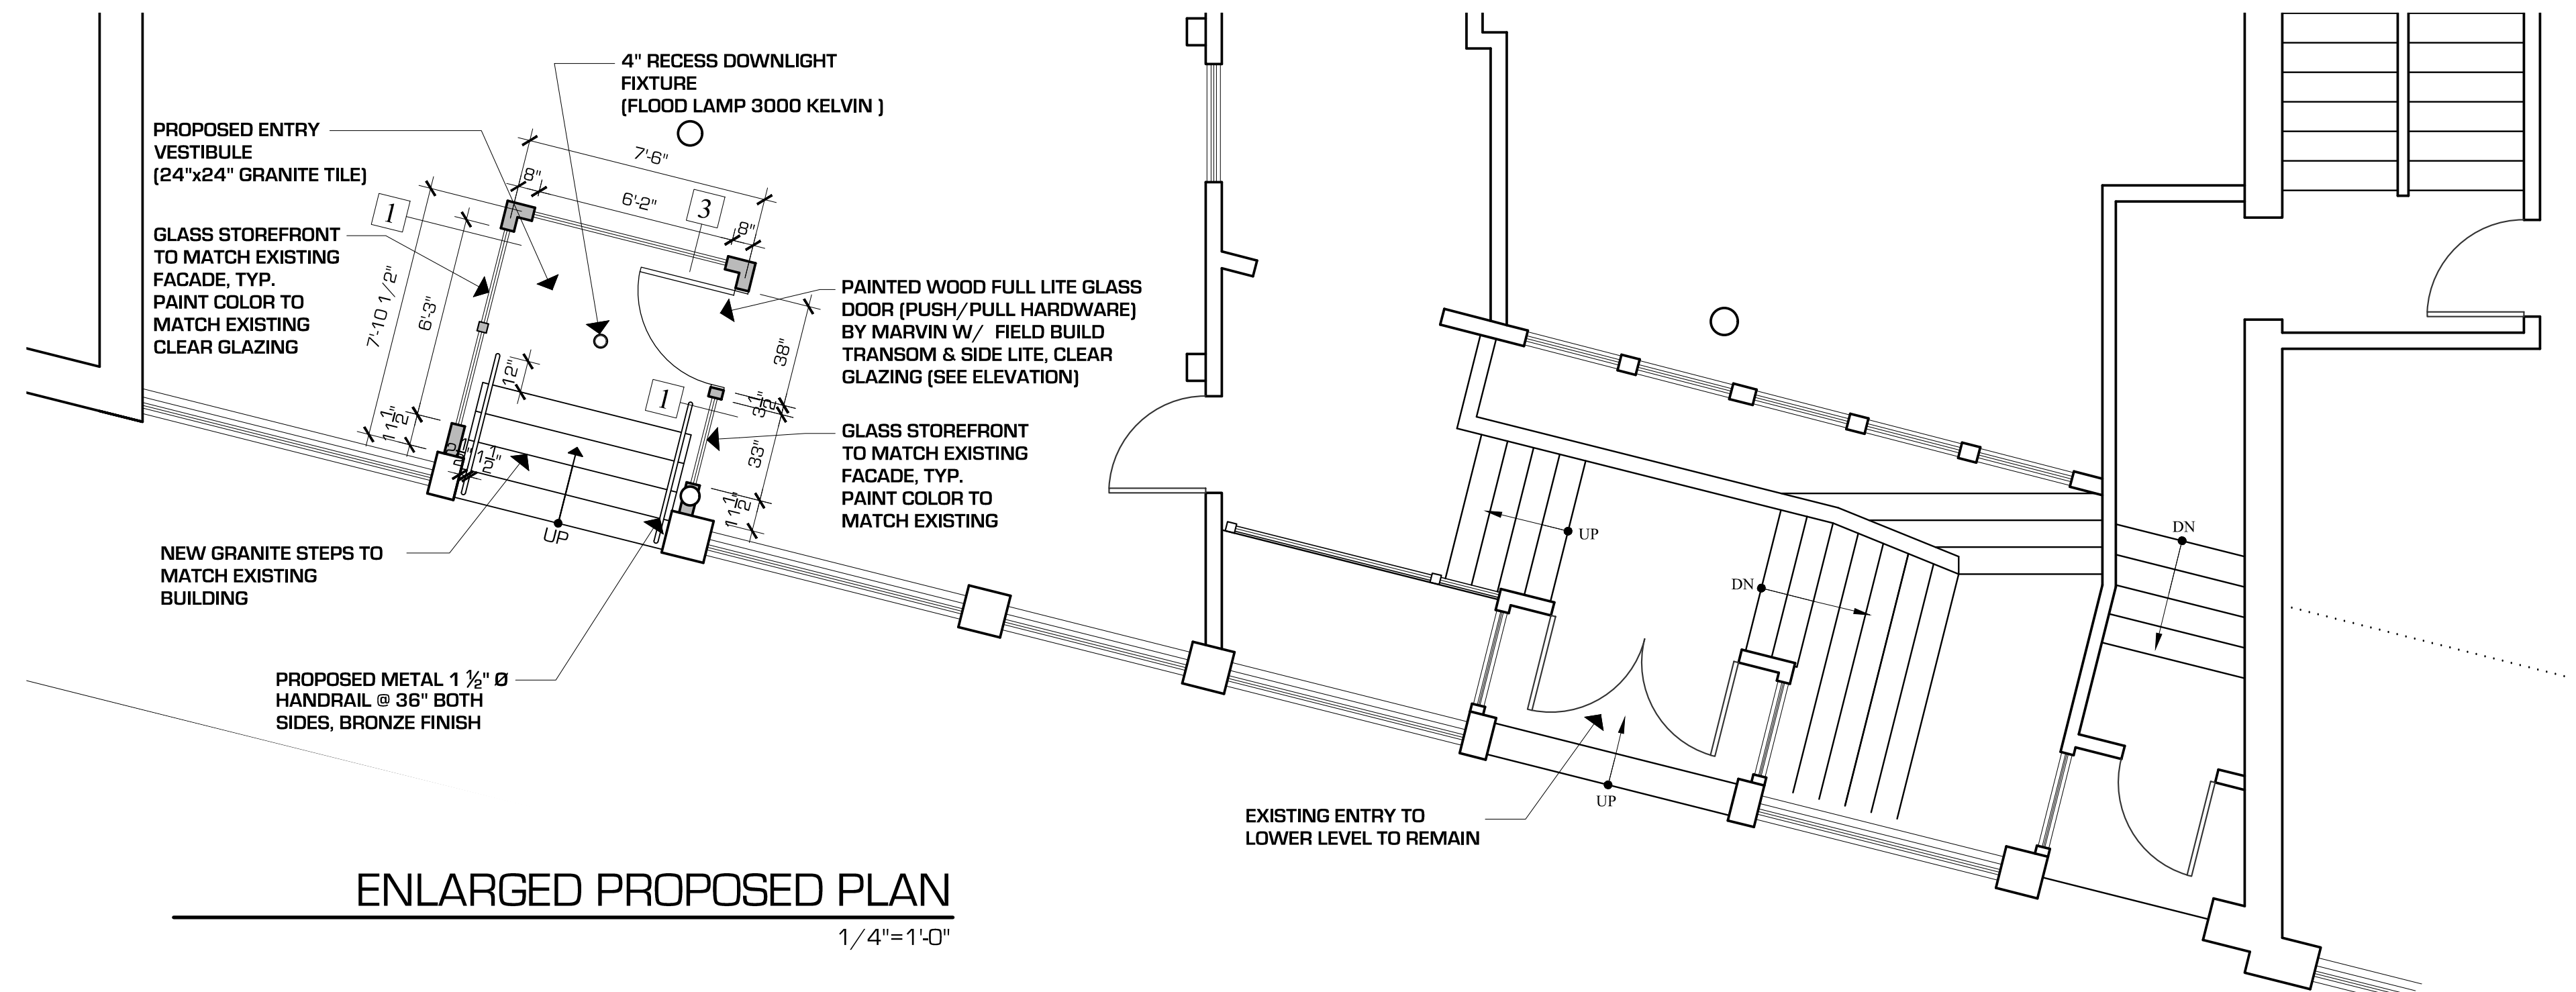 4" RECESS DOWNLIGHT
FIXTURE
(FLOOD LAMP 3000 KELVIN )
PROPOSED ENTRY
VESTIBULE
(24"x24" GRANITE TILE)
7'-6"
8"
6'-2"
3
8"
1
GLASS STOREFRONT
TO MATCH EXISTING
FACADE, TYP.
PAINT COLOR TO
MATCH EXISTING
CLEAR GLAZING
7'-10 1/2"
6'-3"
12"
PAINTED WOOD FULL LITE GLASS
DOOR (PUSH/PULL HARDWARE)
BY MARVIN W/ FIELD BUILD
TRANSOM & SIDE LITE, CLEAR
GLAZING (SEE ELEVATION)
38"
1
33"
GLASS STOREFRONT
TO MATCH EXISTING
FACADE, TYP.
PAINT COLOR TO
MATCH EXISTING
11 1/2"
11 1/2"
UP
NEW GRANITE STEPS TO
MATCH EXISTING
BUILDING
PROPOSED METAL 1 ½" Ø
HANDRAIL @ 36" BOTH
SIDES, BRONZE FINISH
UP
DN
DN
UP
EXISTING ENTRY TO
LOWER LEVEL TO REMAIN
ENLARGED PROPOSED PLAN
1/4"=1'-0"